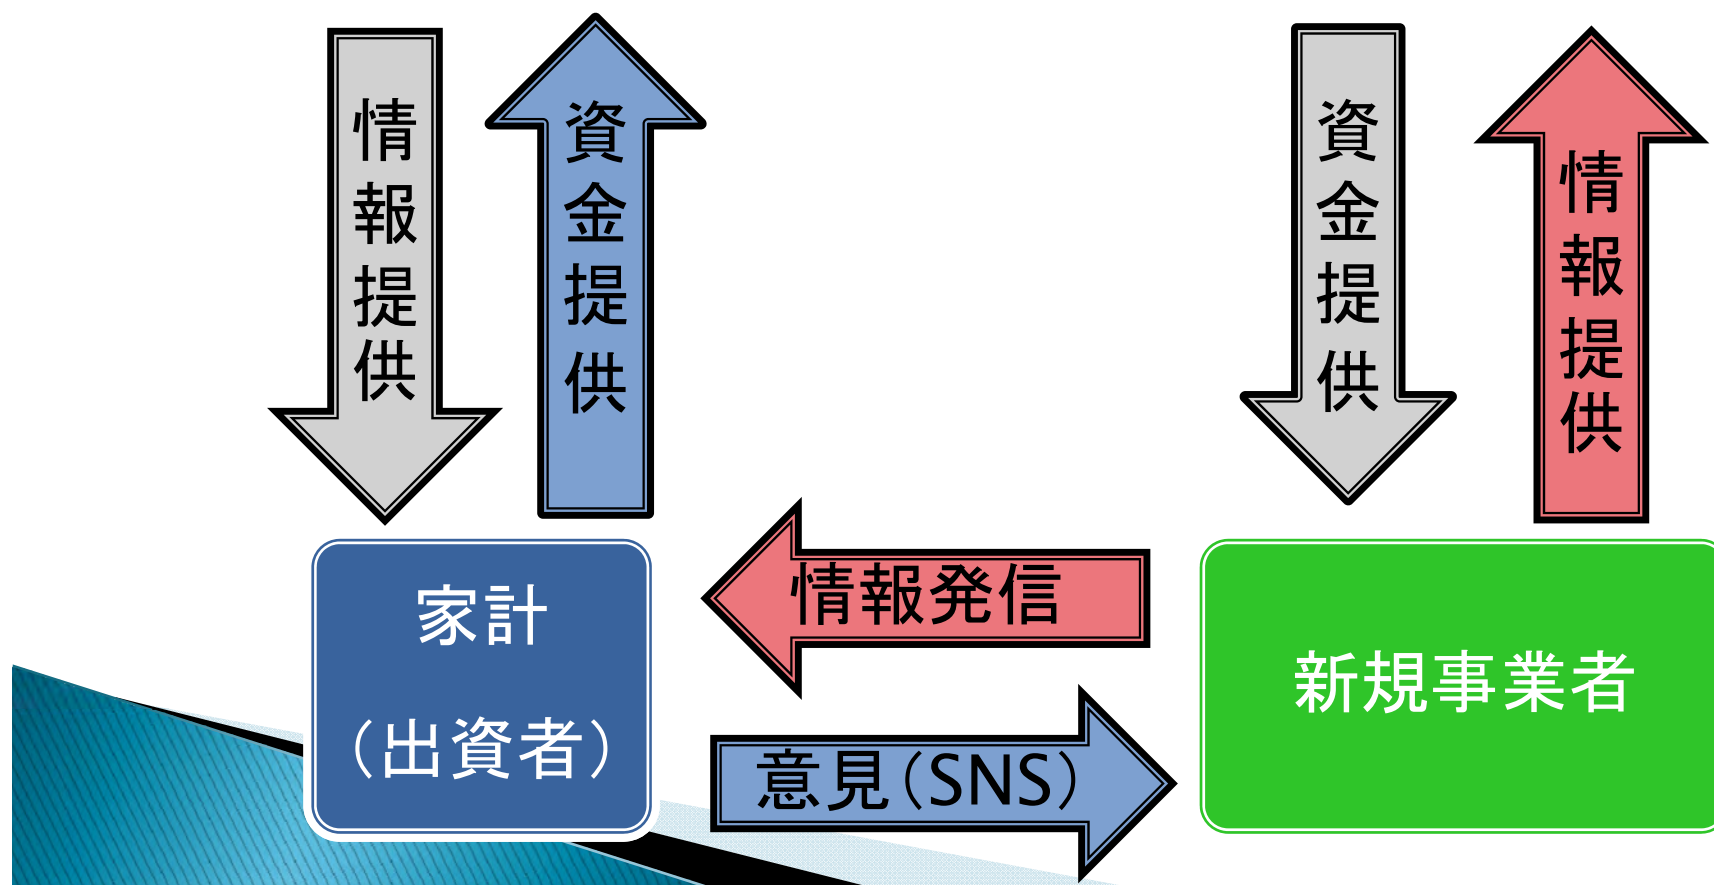 情報提供
資金提供
資金提供
情報提供
情報発信
家計
（出資者）
新規事業者
意見（SNS）